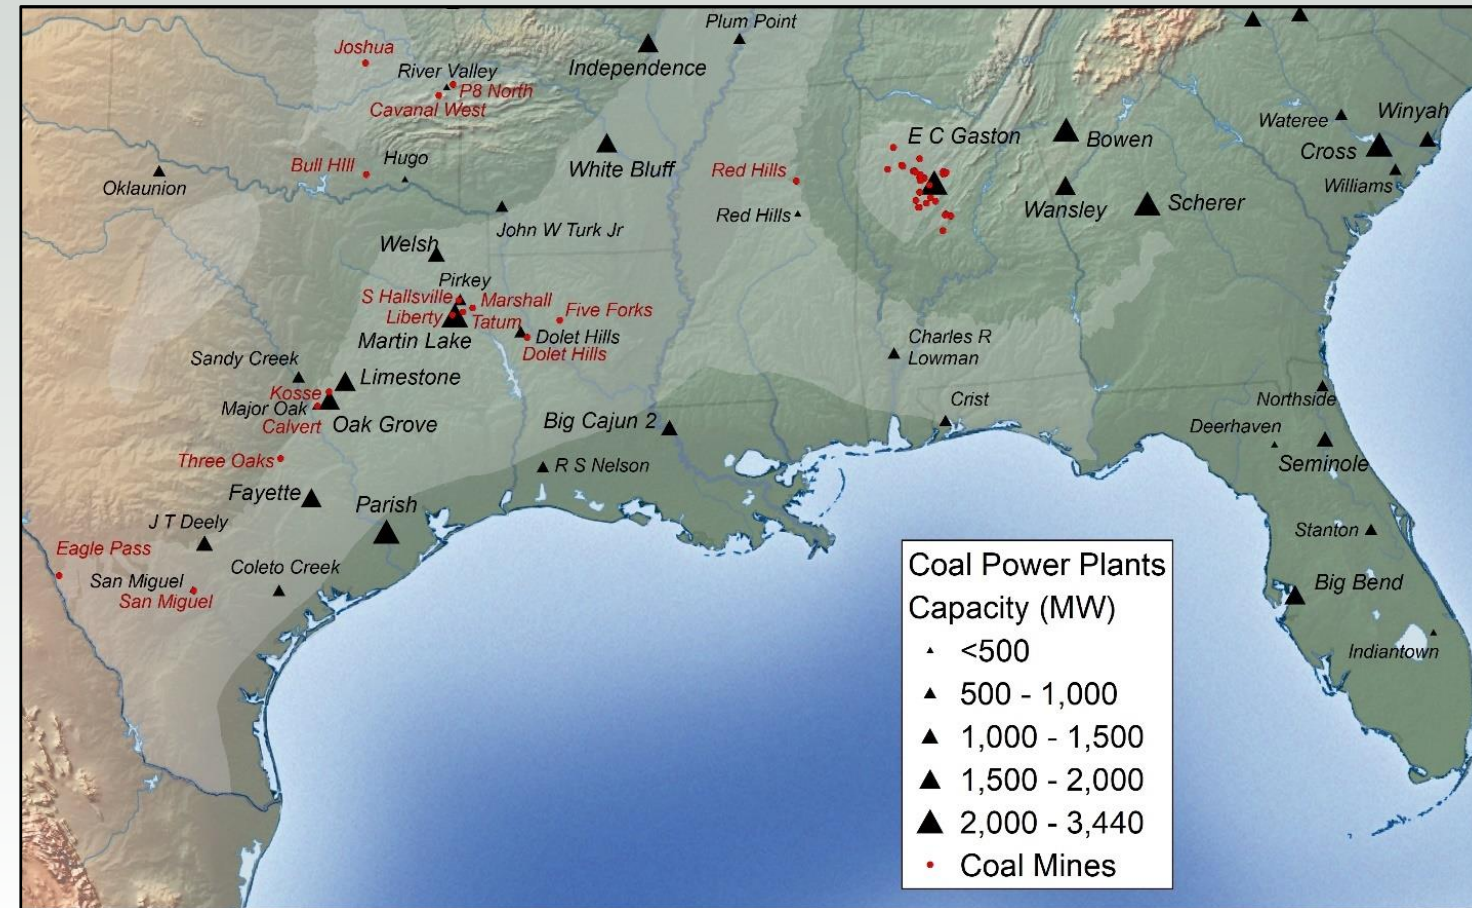 Plum Point
Joshua
River Valley
Independence
P8 North
Cavanal West
Winyah
Wateree
E C Gaston
Bowen
Cross
Bull HIll
Hugo
White Bluff
Red Hills
Oklaunion
Williams
Wansley
Scherer
Red Hills
John W Turk Jr
Welsh
Pirkey
S Hallsville
Marshall
Five Forks
Liberty
Tatum
Martin Lake
Dolet Hills
Dolet Hills
Charles R
Lowman
Sandy Creek
Limestone
Kosse
Major Oak
Calvert
Oak Grove
Big Cajun 2
Crist
Northside
Deerhaven
Seminole
Three Oaks
R S Nelson
Fayette
Parish
J T Deely
Stanton
Eagle Pass
San Miguel
San Miguel
Coleto Creek
Big Bend
Indiantown
Coal Power Plants
Capacity (MW)
<500
500 - 1,000
1,000 - 1,500
1,500 - 2,000
2,000 - 3,440
Coal Mines